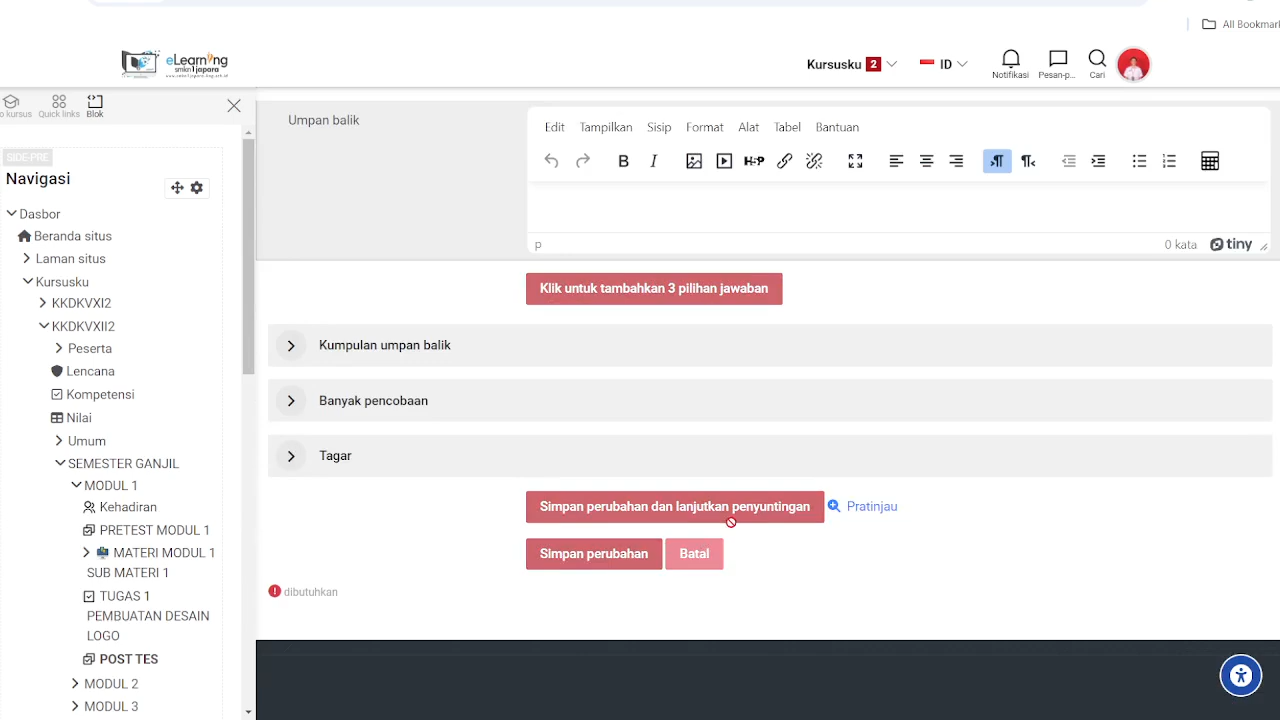 All Bookmar
eLearning
smkn1jepara
Kursusku 2
ID
Notifikasi
Pesan-p...
Cari
kursus
Quick links
Blok
SIDE-PRE
Navigasi
Dasbor
Beranda situs
Laman situs
Kursusku
KKDKVXI2
KKDKVXII2
Peserta
Lencana
Kompetensi
Nilai
Umum
SEMESTER GANJIL
MODUL 1
Kehadiran
PRETEST MODUL 1
MATERI MODUL 1
SUB MATERI 1
TUGAS 1
PEMBUATAN DESAIN
LOGO
POST TES
MODUL 2
MODUL 3
Umpan balik
Edit Tampilkan Sisip Format Alat Tabel Bantuan
B I H-P
p
0 kata tiny
Klik untuk tambahkan 3 pilihan jawaban
Kumpulan umpan balik
Banyak pencobaan
Tagar
Simpan perubahan dan lanjutkan penyuntingan
Pratinjau
Simpan perubahan
Batal
dibutuhkan